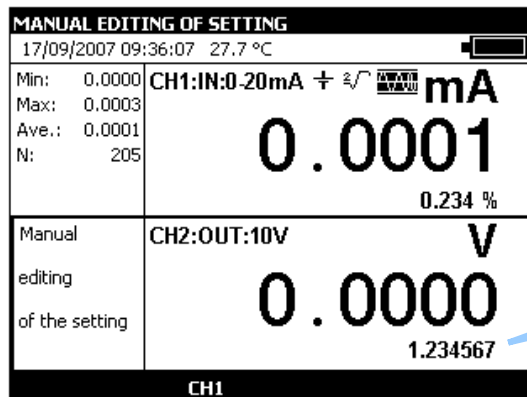 MANUAL EDITING OF SETTING
17/09/2007 09:36:07 27.7 °C
Min: 0.0000
Max: 0.0003
Ave.: 0.0001
N: 205
CH1:IN:0-20mA
mA
0.0001
0.234 %
Manual
editing
of the setting
CH2:OUT:10V
V
0.0000
1.234567
CH1